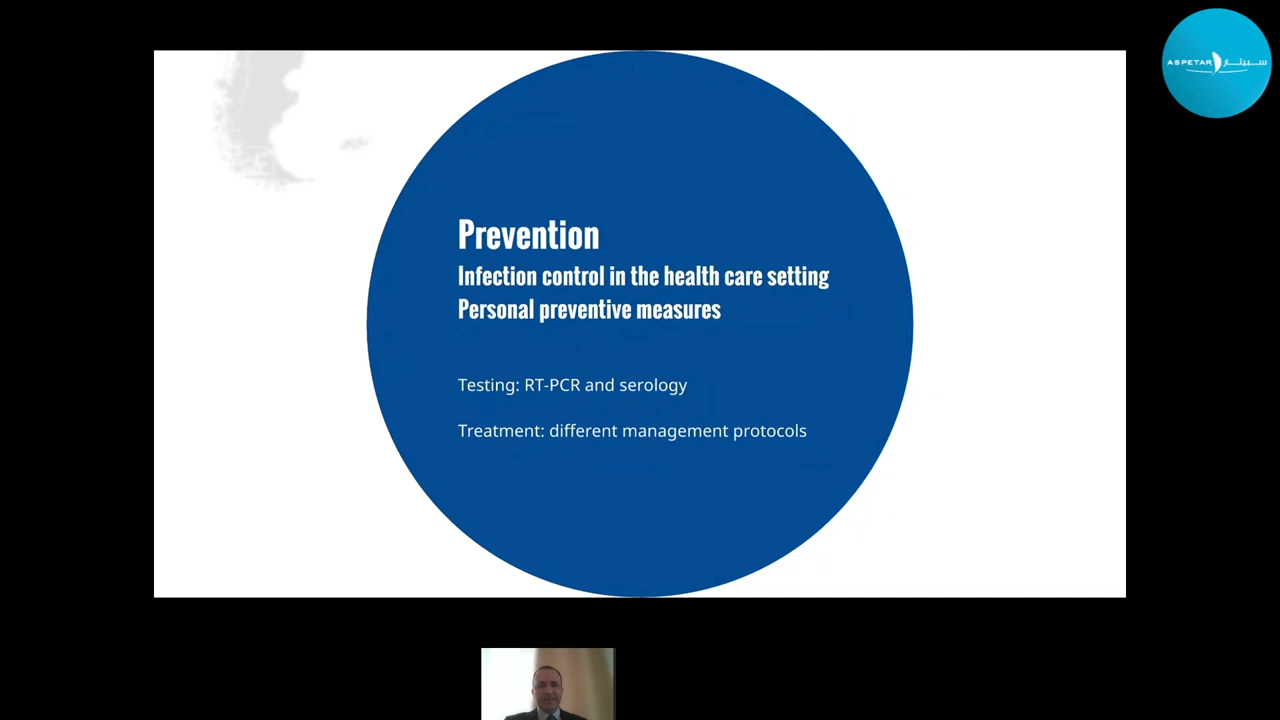 ASPETAR سبيتار
Prevention
Infection control in the health care setting
Personal preventive measures
Testing: RT-PCR and serology
Treatment: different management protocols